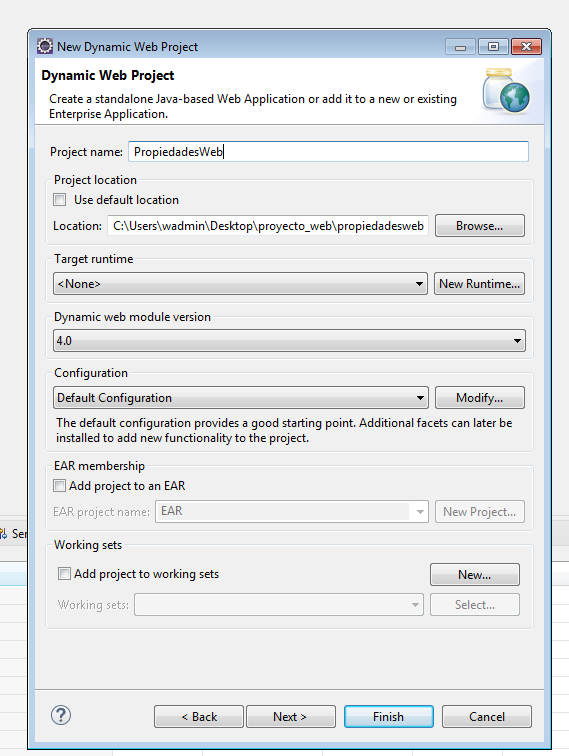 New Dynamic Web Project
Dynamic Web Project
Create a standalone Java-based Web Application or add it to a new or existing
Enterprise Application.
Project name: PropiedadesWeb
Project location
Use default location
Location: C:\Users\wadmin\Desktop\proyecto_web\propiedadesweb Browse...
Target runtime
<None> New Runtime...
Dynamic web module version
4.0
Configuration
Default Configuration Modify...
The default configuration provides a good starting point. Additional facets can later be
installed to add new functionality to the project.
EAR membership
Add project to an EAR
EAR project name: EAR New Project...
Working sets
Add project to working sets New...
Working sets: Select...
? < Back Next > Finish Cancel